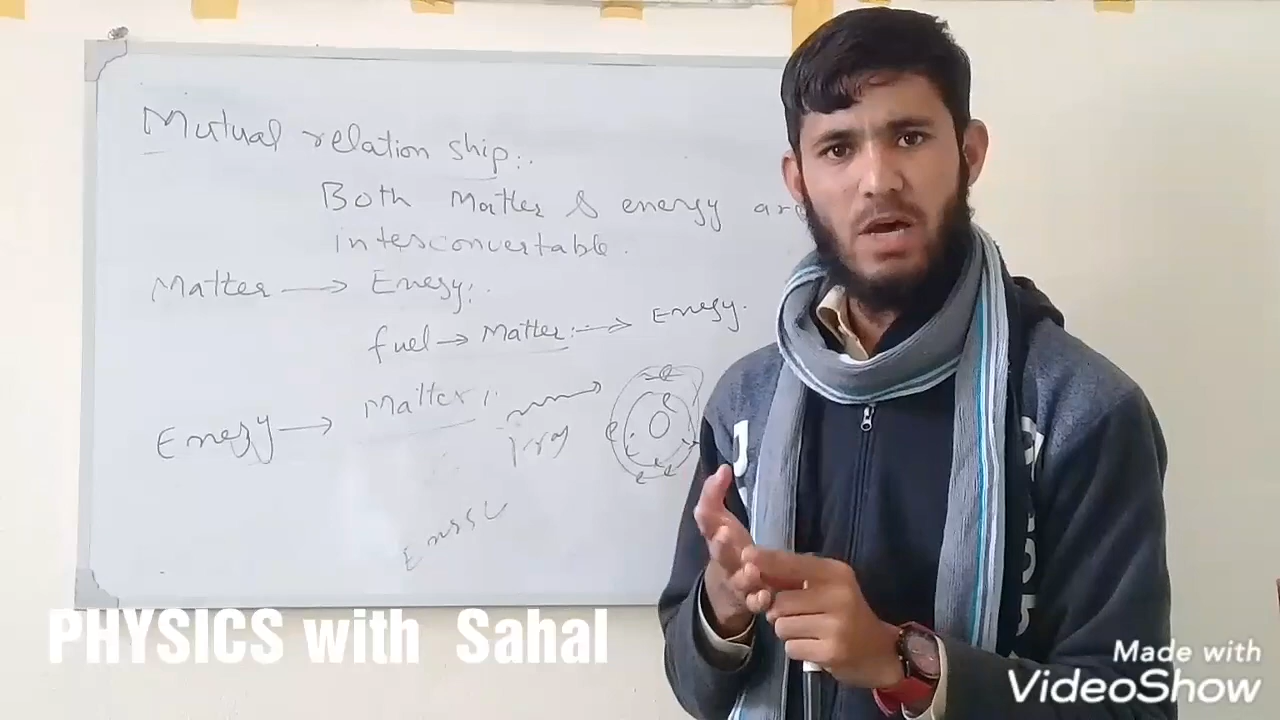 Mutual relation ship:.
Both Matter & energy are
interconvertable.
Matter → Energy:.
fuel → Matter:→ Energy.
Energy → Matter:.
PHYSICS with Sahal
Made with
VideoShow